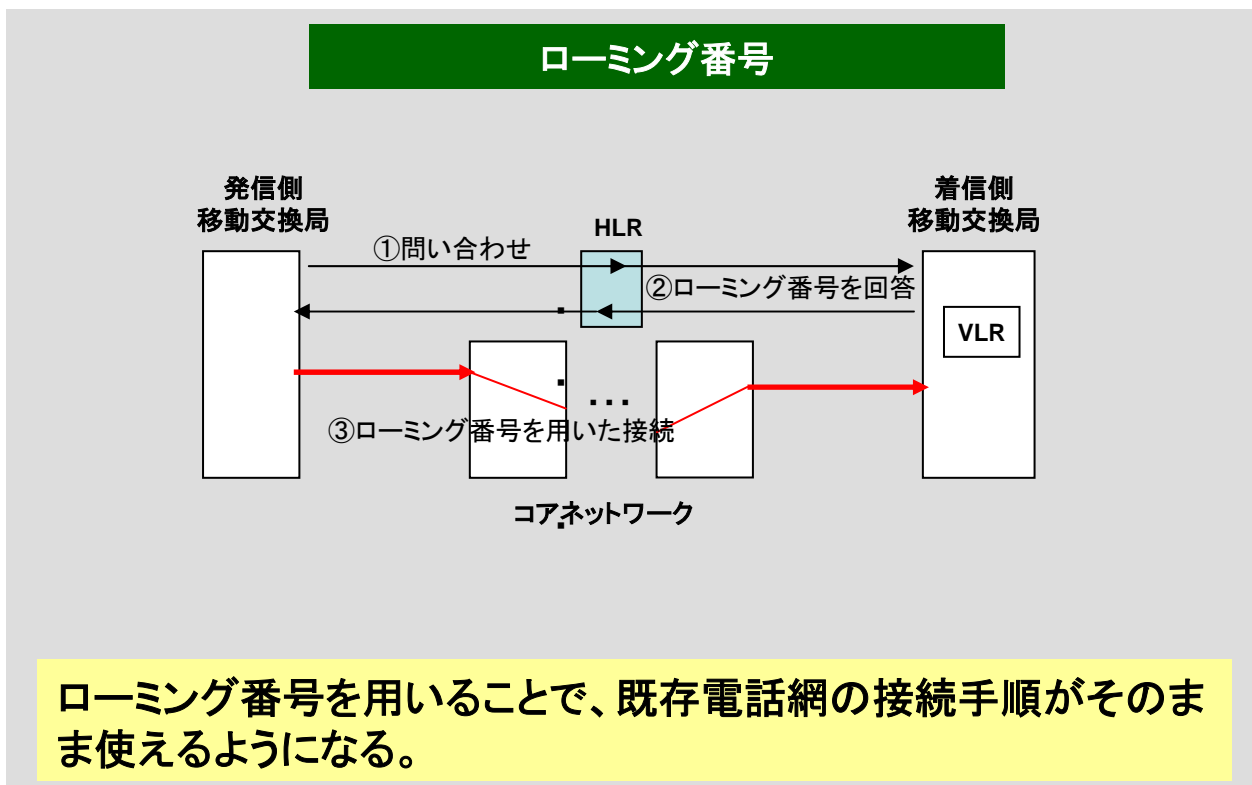 ローミング番号
発信側
移動交換局
HLR
着信側
移動交換局
①問い合わせ
②ローミング番号を回答
VLR
...
③ローミング番号を用いた接続
コアネットワーク
ローミング番号を用いることで、既存電話網の接続手順がそのま
ま使えるようになる。